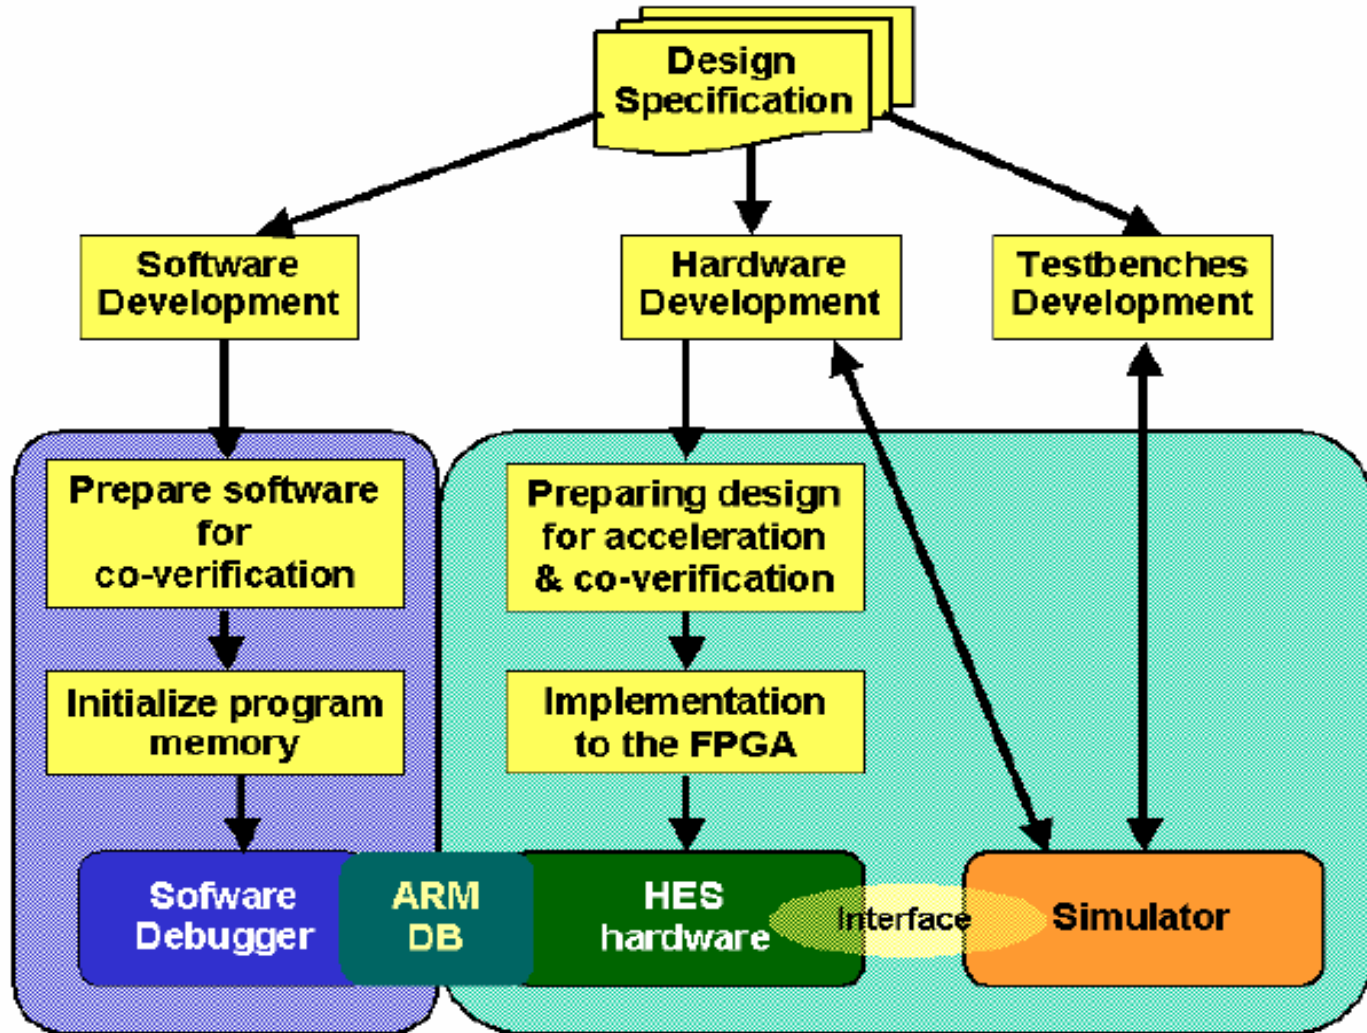 Design
Specification
Software
Development
Hardware
Development
Testbenches
Development
Prepare software
for
co-verification
Preparing design
for acceleration
& co-verification
Initialize program
memory
Implementation
to the FPGA
Sofware
Debugger
ARM
DB
HES
hardware
Interface
Simulator